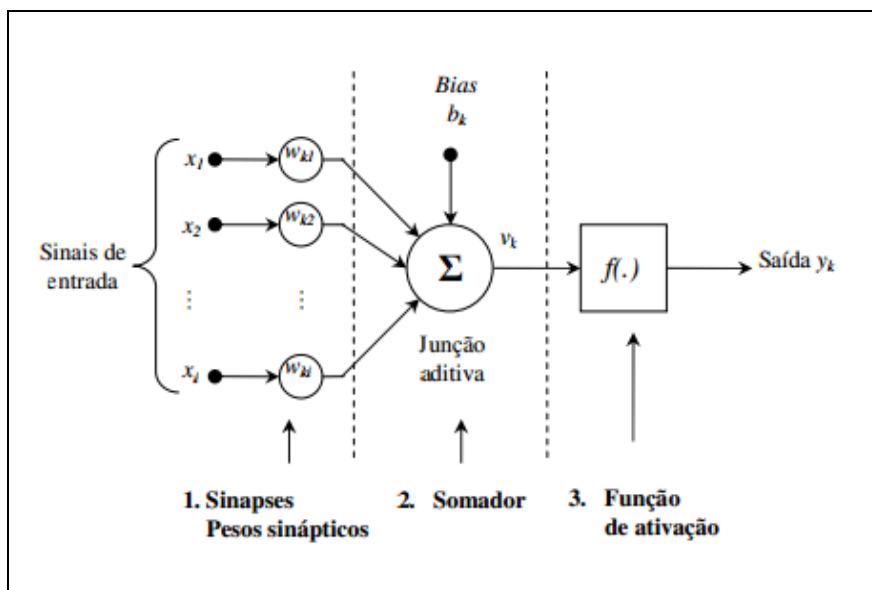 Bias
b_k
x_1
w_k1
x_2
w_k2
v_k
Sinais de
entrada
Σ
f(.)
Saída y_k
⋮
⋮
Junção
aditiva
x_i
w_ki
1. Sinapses
Pesos sinápticos
2. Somador
3. Função
de ativação